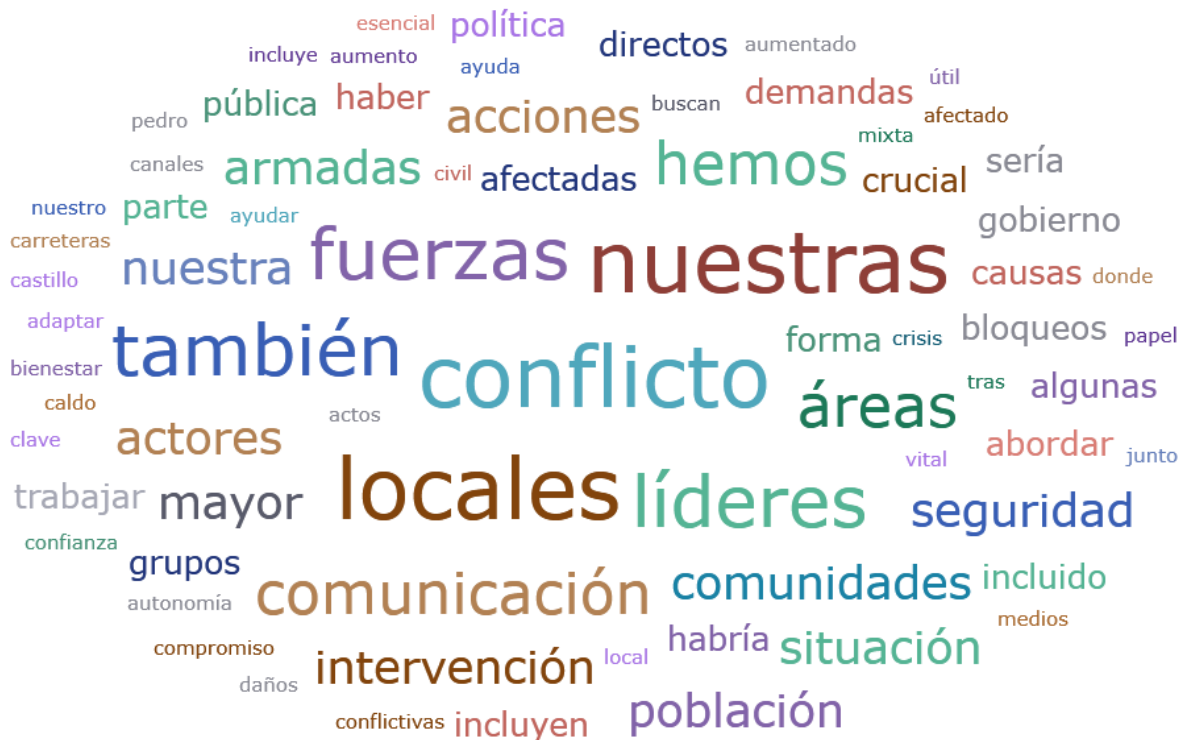 esencial política directos aumentado
incluye aumento ayuda útil
pública haber acciones buscan demandas afectado
pedro mixta
canales armadas civil afectadas hemos crucial sería
nuestro parte ayudar gobierno
carreteras nuestra fuerzas nuestras causas donde
castillo
adaptar también conflicto forma crisis bloqueos papel
bienestar áreas tras algunas
caldo actos
clave actores vital abordar junto
trabajar mayor locales líderes seguridad
confianza
grupos comunicación comunidades incluido
autonomía medios
compromiso intervención local habría situación
daños
conflictivas incluyen población